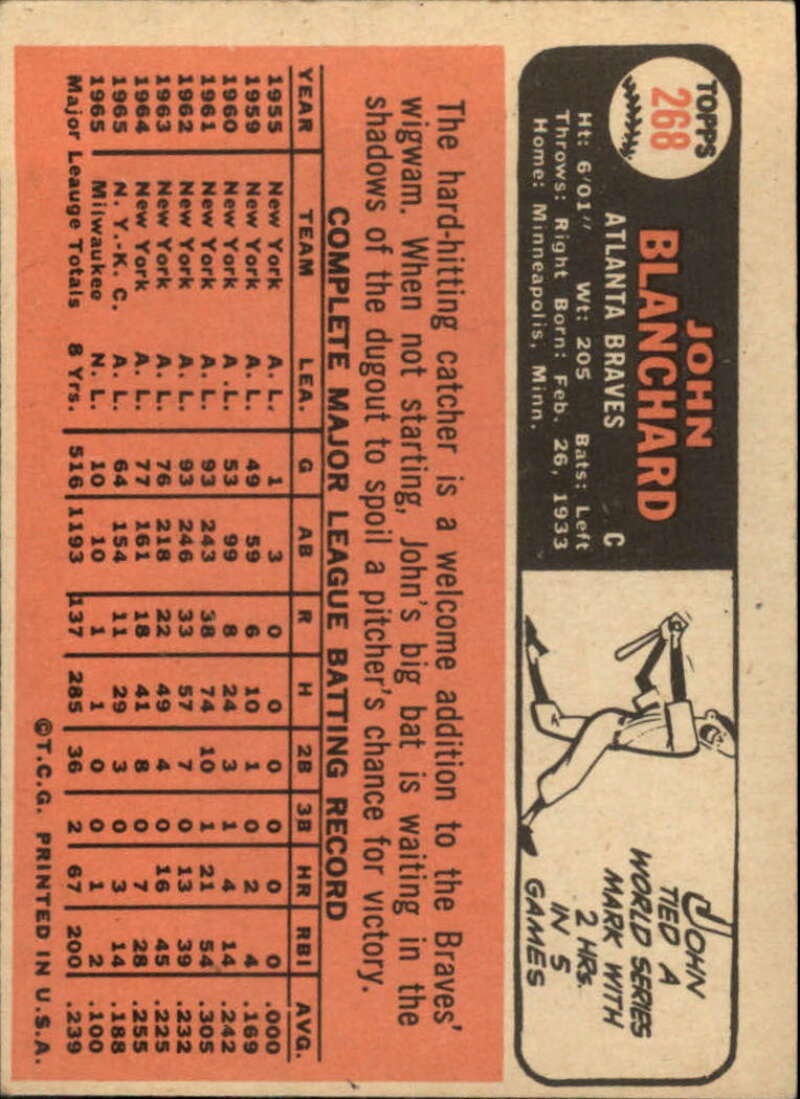 TOPPS
268
JOHN
BLANCHARD
ATLANTA BRAVES C
Ht: 6'01" Wt: 205 Bats: Left
Throws: Right Born: Feb. 26, 1933
Home: Minneapolis, Minn.
JOHN
TIED A
WORLD SERIES
MARK WITH
2 HRs.
IN 5
GAMES
The hard-hitting catcher is a welcome addition to the Braves'
wigwam. When not starting, John's big bat is waiting in the
shadows of the dugout to spoil a pitcher's chance for victory.
COMPLETE MAJOR LEAGUE BATTING RECORD
YEAR TEAM LEA. G AB R H 2B 3B HR RBI AVG.
1955 New York A. L. 1 3 0 0 0 0 0 0 .000
1959 New York A. L. 49 59 6 10 1 0 2 4 .169
1960 New York A .L. 53 99 8 24 3 1 4 14 .242
1961 New York A. L. 93 243 38 74 10 1 21 54 .305
1962 New York A. L. 93 246 33 57 7 0 13 39 .232
1963 New York A. L. 76 218 22 49 4 0 16 45 .225
1964 New York A. L. 77 161 18 41 8 0 7 28 .255
1965 N. Y.-K. C. A. L. 64 154 11 29 3 0 3 14 .188
1965 Milwaukee N. L. 10 10 1 1 0 0 1 2 .100
Major Leauge Totals 8 Yrs. 516 1193 137 285 36 2 67 200 .239
©T.C.G. PRINTED IN U.S.A.